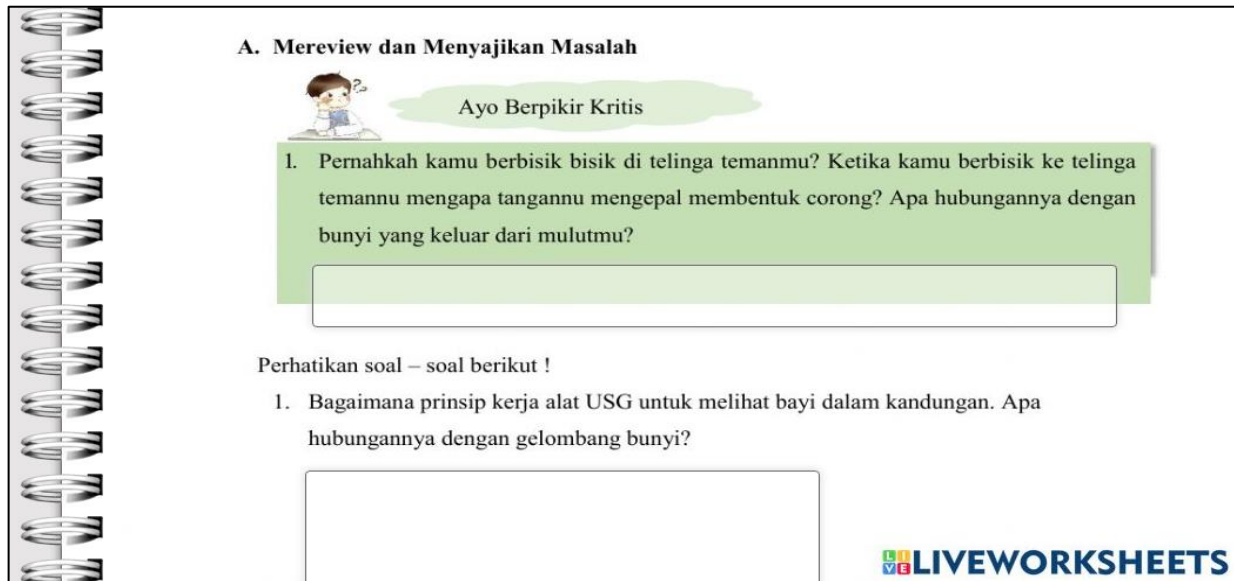 A. Mereview dan Menyajikan Masalah
Ayo Berpikir Kritis
1. Pernahkah kamu berbisik bisik di telinga temanmu? Ketika kamu berbisik ke telinga
temannu mengapa tangannu mengepal membentuk corong? Apa hubungannya dengan
bunyi yang keluar dari mulutmu?
Perhatikan soal – soal berikut !
1. Bagaimana prinsip kerja alat USG untuk melihat bayi dalam kandungan. Apa
hubungannya dengan gelombang bunyi?
LIVE LIVEWORKSHEETS